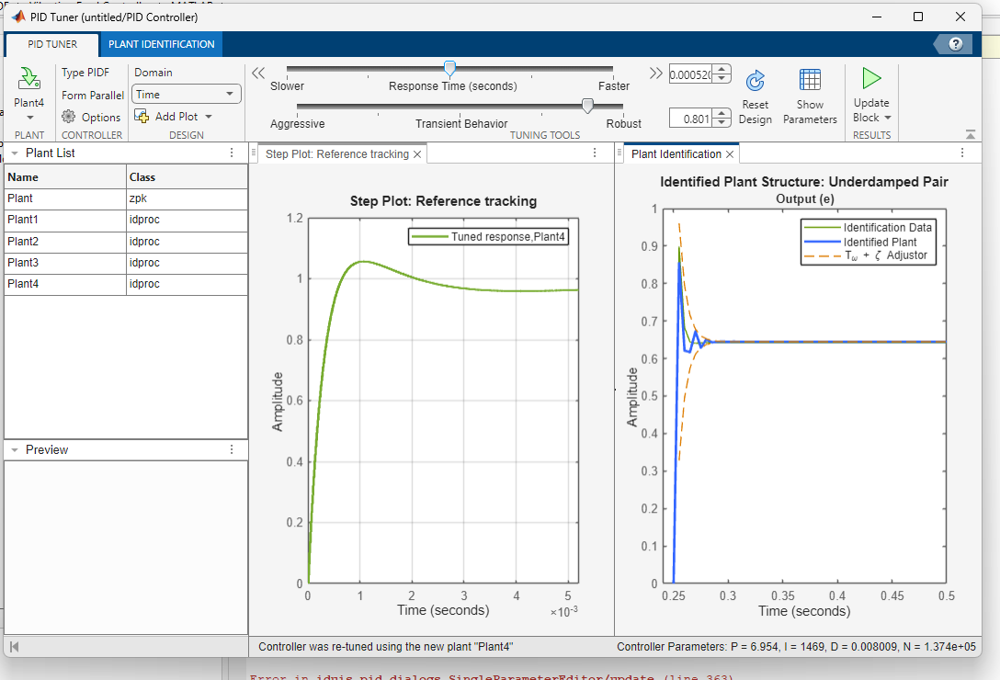 PID Tuner (untitled/PID Controller)
PID TUNER
PLANT IDENTIFICATION
Plant4
PLANT
Type PIDF
Form Parallel
Options
CONTROLLER
Domain
Time
Add Plot
DESIGN
Slower
Response Time (seconds)
Faster
Aggressive
Transient Behavior
Robust
TUNING TOOLS
0.00052
0.801
Reset
Design
Show
Parameters
Update
Block
RESULTS
Plant List
Name Class
Plant zpk
Plant1 idproc
Plant2 idproc
Plant3 idproc
Plant4 idproc
Preview
Step Plot: Reference tracking
Step Plot: Reference tracking
Tuned response,Plant4
1.2
1
0.8
0.6
0.4
0.2
0
Amplitude
0 1 2 3 4 5
Time (seconds)
×10⁻³
Plant Identification
Identified Plant Structure: Underdamped Pair
Output (e)
Identification Data
Identified Plant
Tω + ζ Adjustor
1
0.9
0.8
0.7
0.6
0.5
0.4
0.3
0.2
0.1
0
Amplitude
0.25 0.3 0.35 0.4 0.45 0.5
Time (seconds)
Controller was re-tuned using the new plant "Plant4"
Controller Parameters: P = 6.954, I = 1469, D = 0.008009, N = 1.374e+05
Error in iduis.pid.dialogs.SingleParameterEditor/update (line 363)